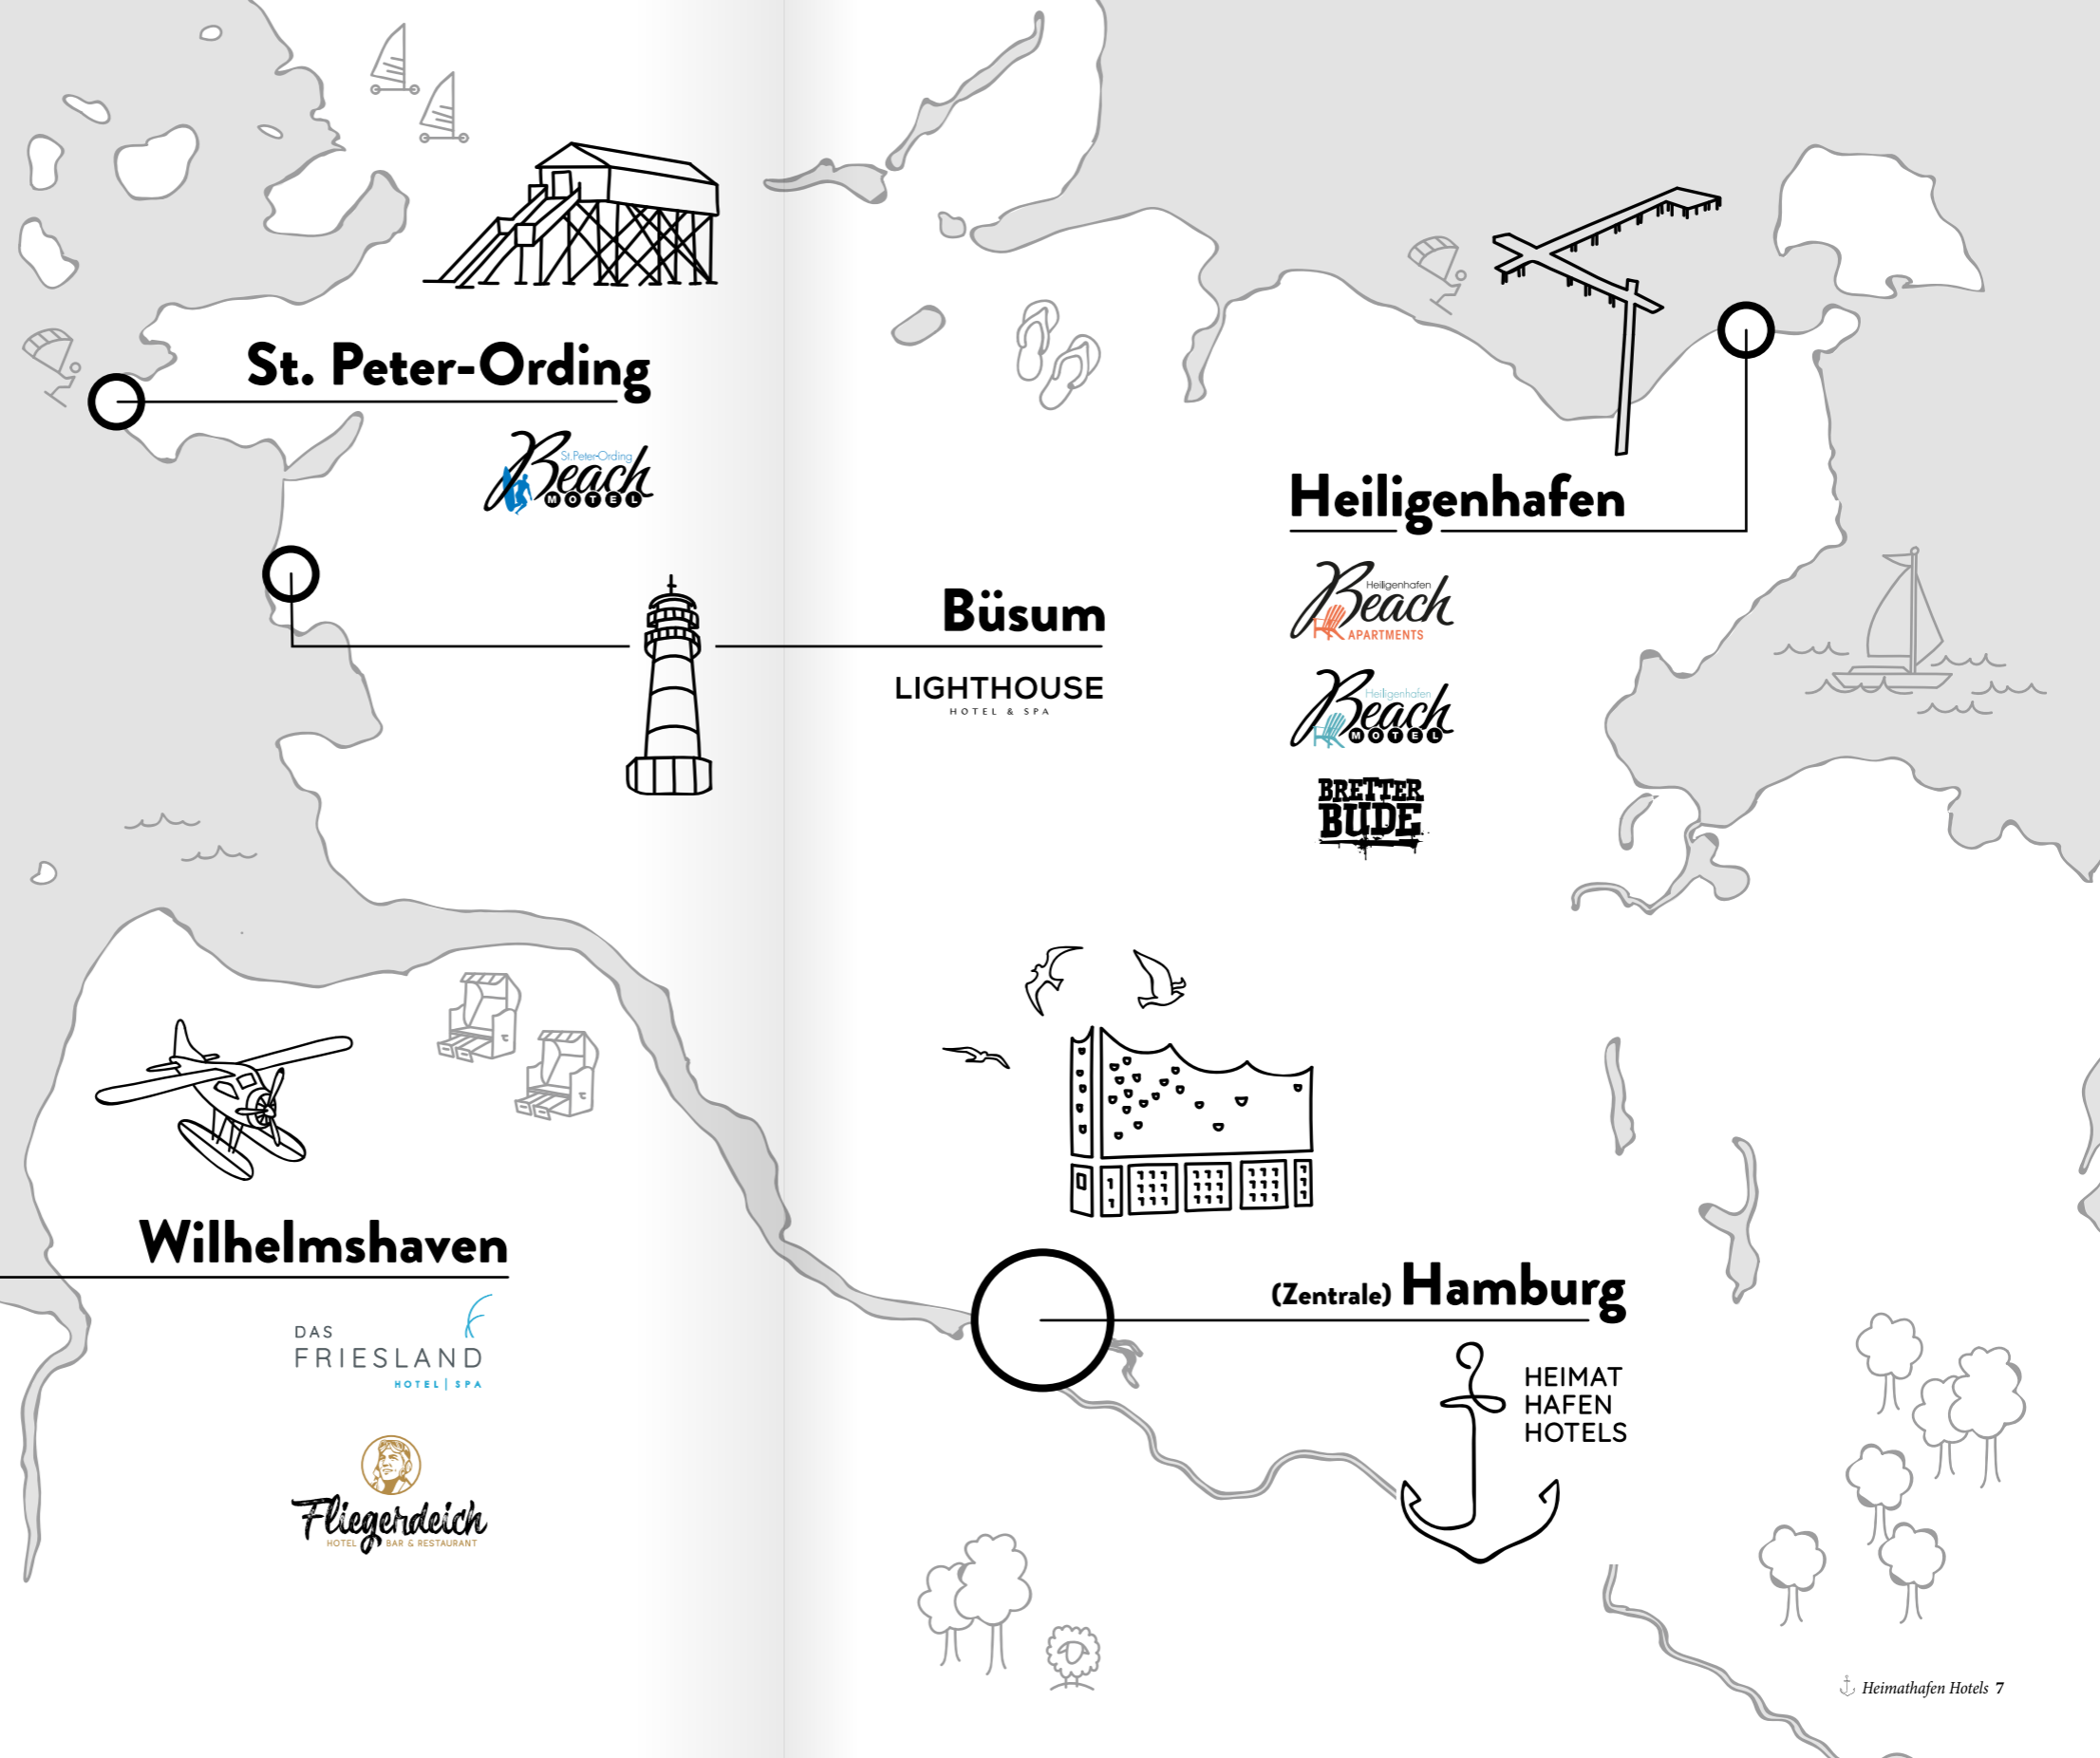 St. Peter-Ording
St.Peter-Ording
Beach
MOTEL
Heiligenhafen
Heiligenhafen
Beach
APARTMENTS
Heiligenhafen
Beach
MOTEL
BRETTER
BUDE
Büsum
LIGHTHOUSE
HOTEL & SPA
Wilhelmshaven
DAS
FRIESLAND
HOTEL | SPA
Fliegerdeich
HOTEL BAR & RESTAURANT
(Zentrale) Hamburg
HEIMAT
HAFEN
HOTELS
Heimathafen Hotels 7